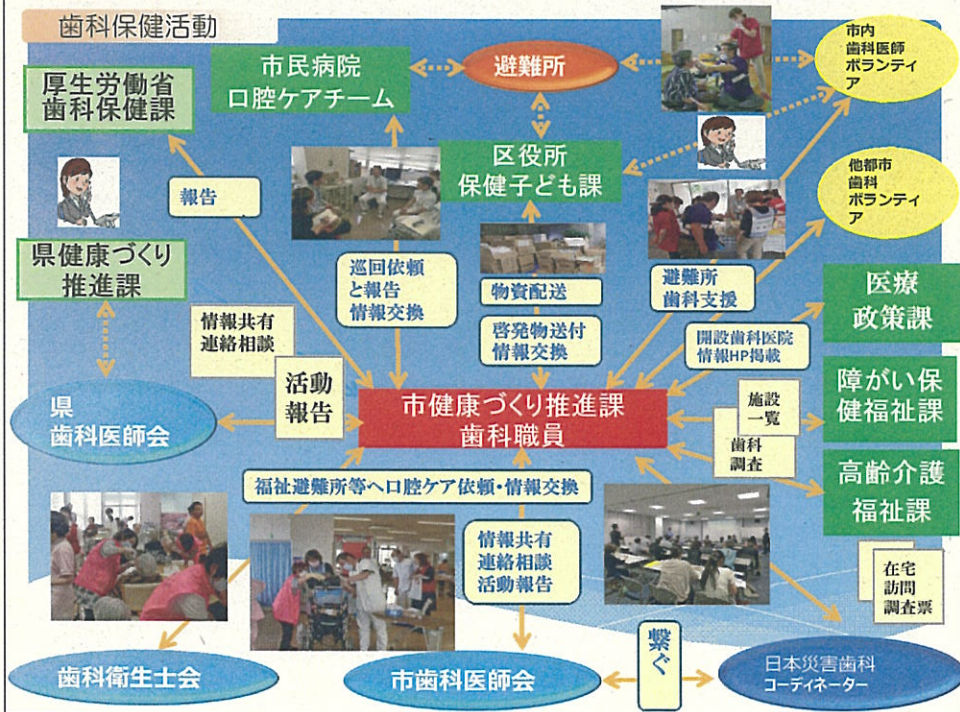 歯科保健活動
厚生労働省
歯科保健課
市民病院
口腔ケアチーム
避難所
市内
歯科医師
ボランティ
ア
区役所
保健子ども課
他都市
歯科
ボランティ
ア
報告
県健康づくり
推進課
巡回依頼
と報告
情報交換
物資配送
避難所
歯科支援
医療
政策課
情報共有
連絡相談
啓発物送付
情報交換
開設歯科医院
情報HP掲載
活動
報告
県
歯科医師会
市健康づくり推進課
歯科職員
施設
一覧
障がい保
健福祉課
歯科
調査
高齢介護
福祉課
福祉避難所等へ口腔ケア依頼・情報交換
情報共有
連絡相談
活動報告
在宅
訪問
調査票
歯科衛生士会
市歯科医師会
繋ぐ
日本災害歯科
コーディネーター